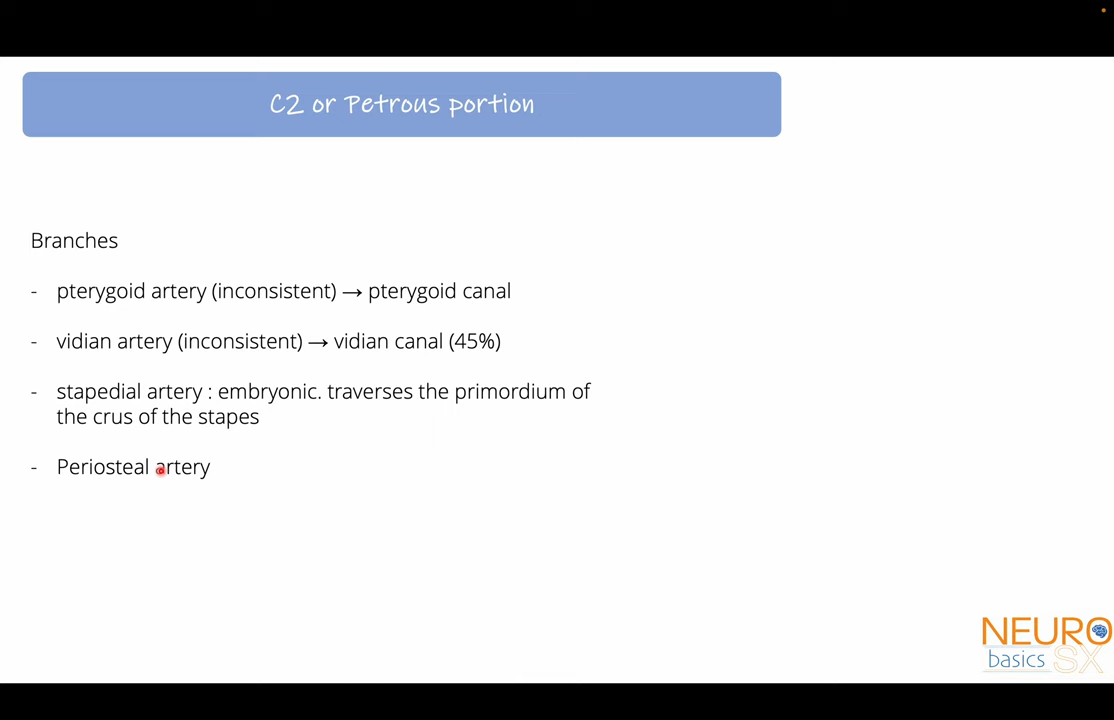 C2 or Petrous portion
Branches
- pterygoid artery (inconsistent) → pterygoid canal
- vidian artery (inconsistent) → vidian canal (45%)
- stapedial artery : embryonic. traverses the primordium of
the crus of the stapes
- Periosteal artery
NEURO
basics SX